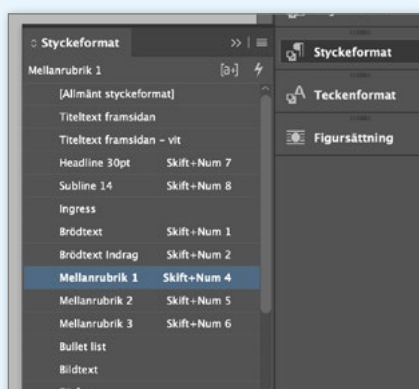 Styckeformat
Mellanrubrik 1
[a+]
[Allmänt styckeformat]
Titeltext framsidan
Titeltext framsidan – vit
Headline 30pt Skift+Num 7
Subline 14 Skift+Num 8
Ingress
Brödtext Skift+Num 1
Brödtext Indrag Skift+Num 2
Mellanrubrik 1 Skift+Num 4
Mellanrubrik 2 Skift+Num 5
Mellanrubrik 3 Skift+Num 6
Bullet list
Bildtext
Styckeformat
Teckenformat
Figursättning